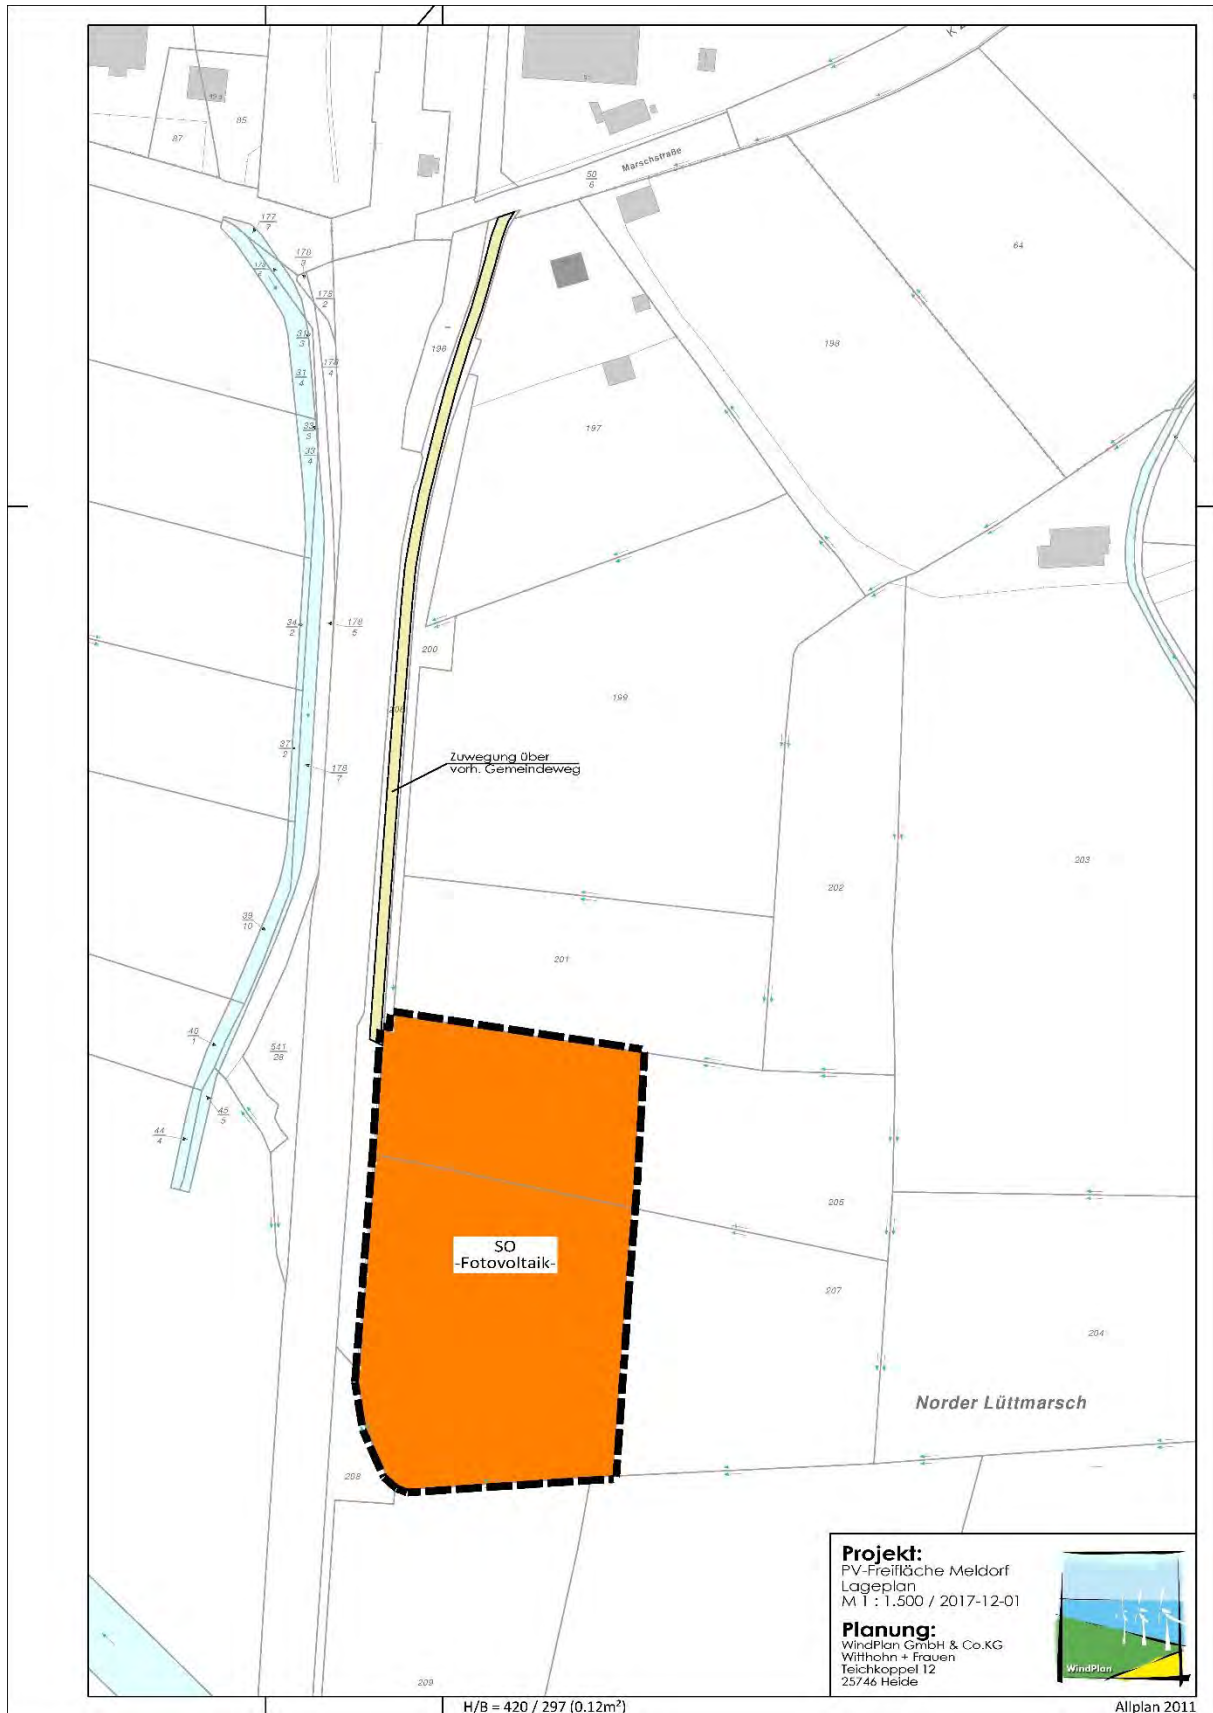 K
85
87
50
6
Marschstraße
64
177
7
178
3
178
2
31
3
178
4
31
4
196
198
33
3
33
4
197
34
2
178
5
200
199
206
37
2
178
7
Zuwegung über
vorh. Gemeindeweg
203
202
39
10
201
40
1
541
28
45
5
44
4
205
SO
-Fotovoltaik-
207
204
Norder Lüttmarsch
208
Projekt:
PV-Freifläche Meldorf
Lageplan
M 1 : 1.500 / 2017-12-01
Planung:
WindPlan GmbH & Co.KG
Witthohn + Frauen
Teichkoppel 12
25746 Heide
WindPlan
209
H/B = 420 / 297 (0.12m²)
Allplan 2011